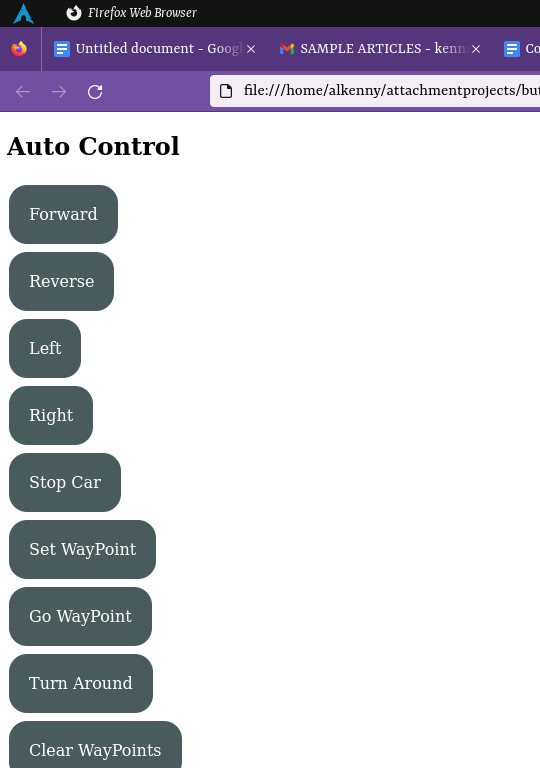 Firefox Web Browser
Untitled document - Googl
SAMPLE ARTICLES - kenn
Co
file:///home/alkenny/attachmentprojects/but
Auto Control
Forward
Reverse
Left
Right
Stop Car
Set WayPoint
Go WayPoint
Turn Around
Clear WayPoints